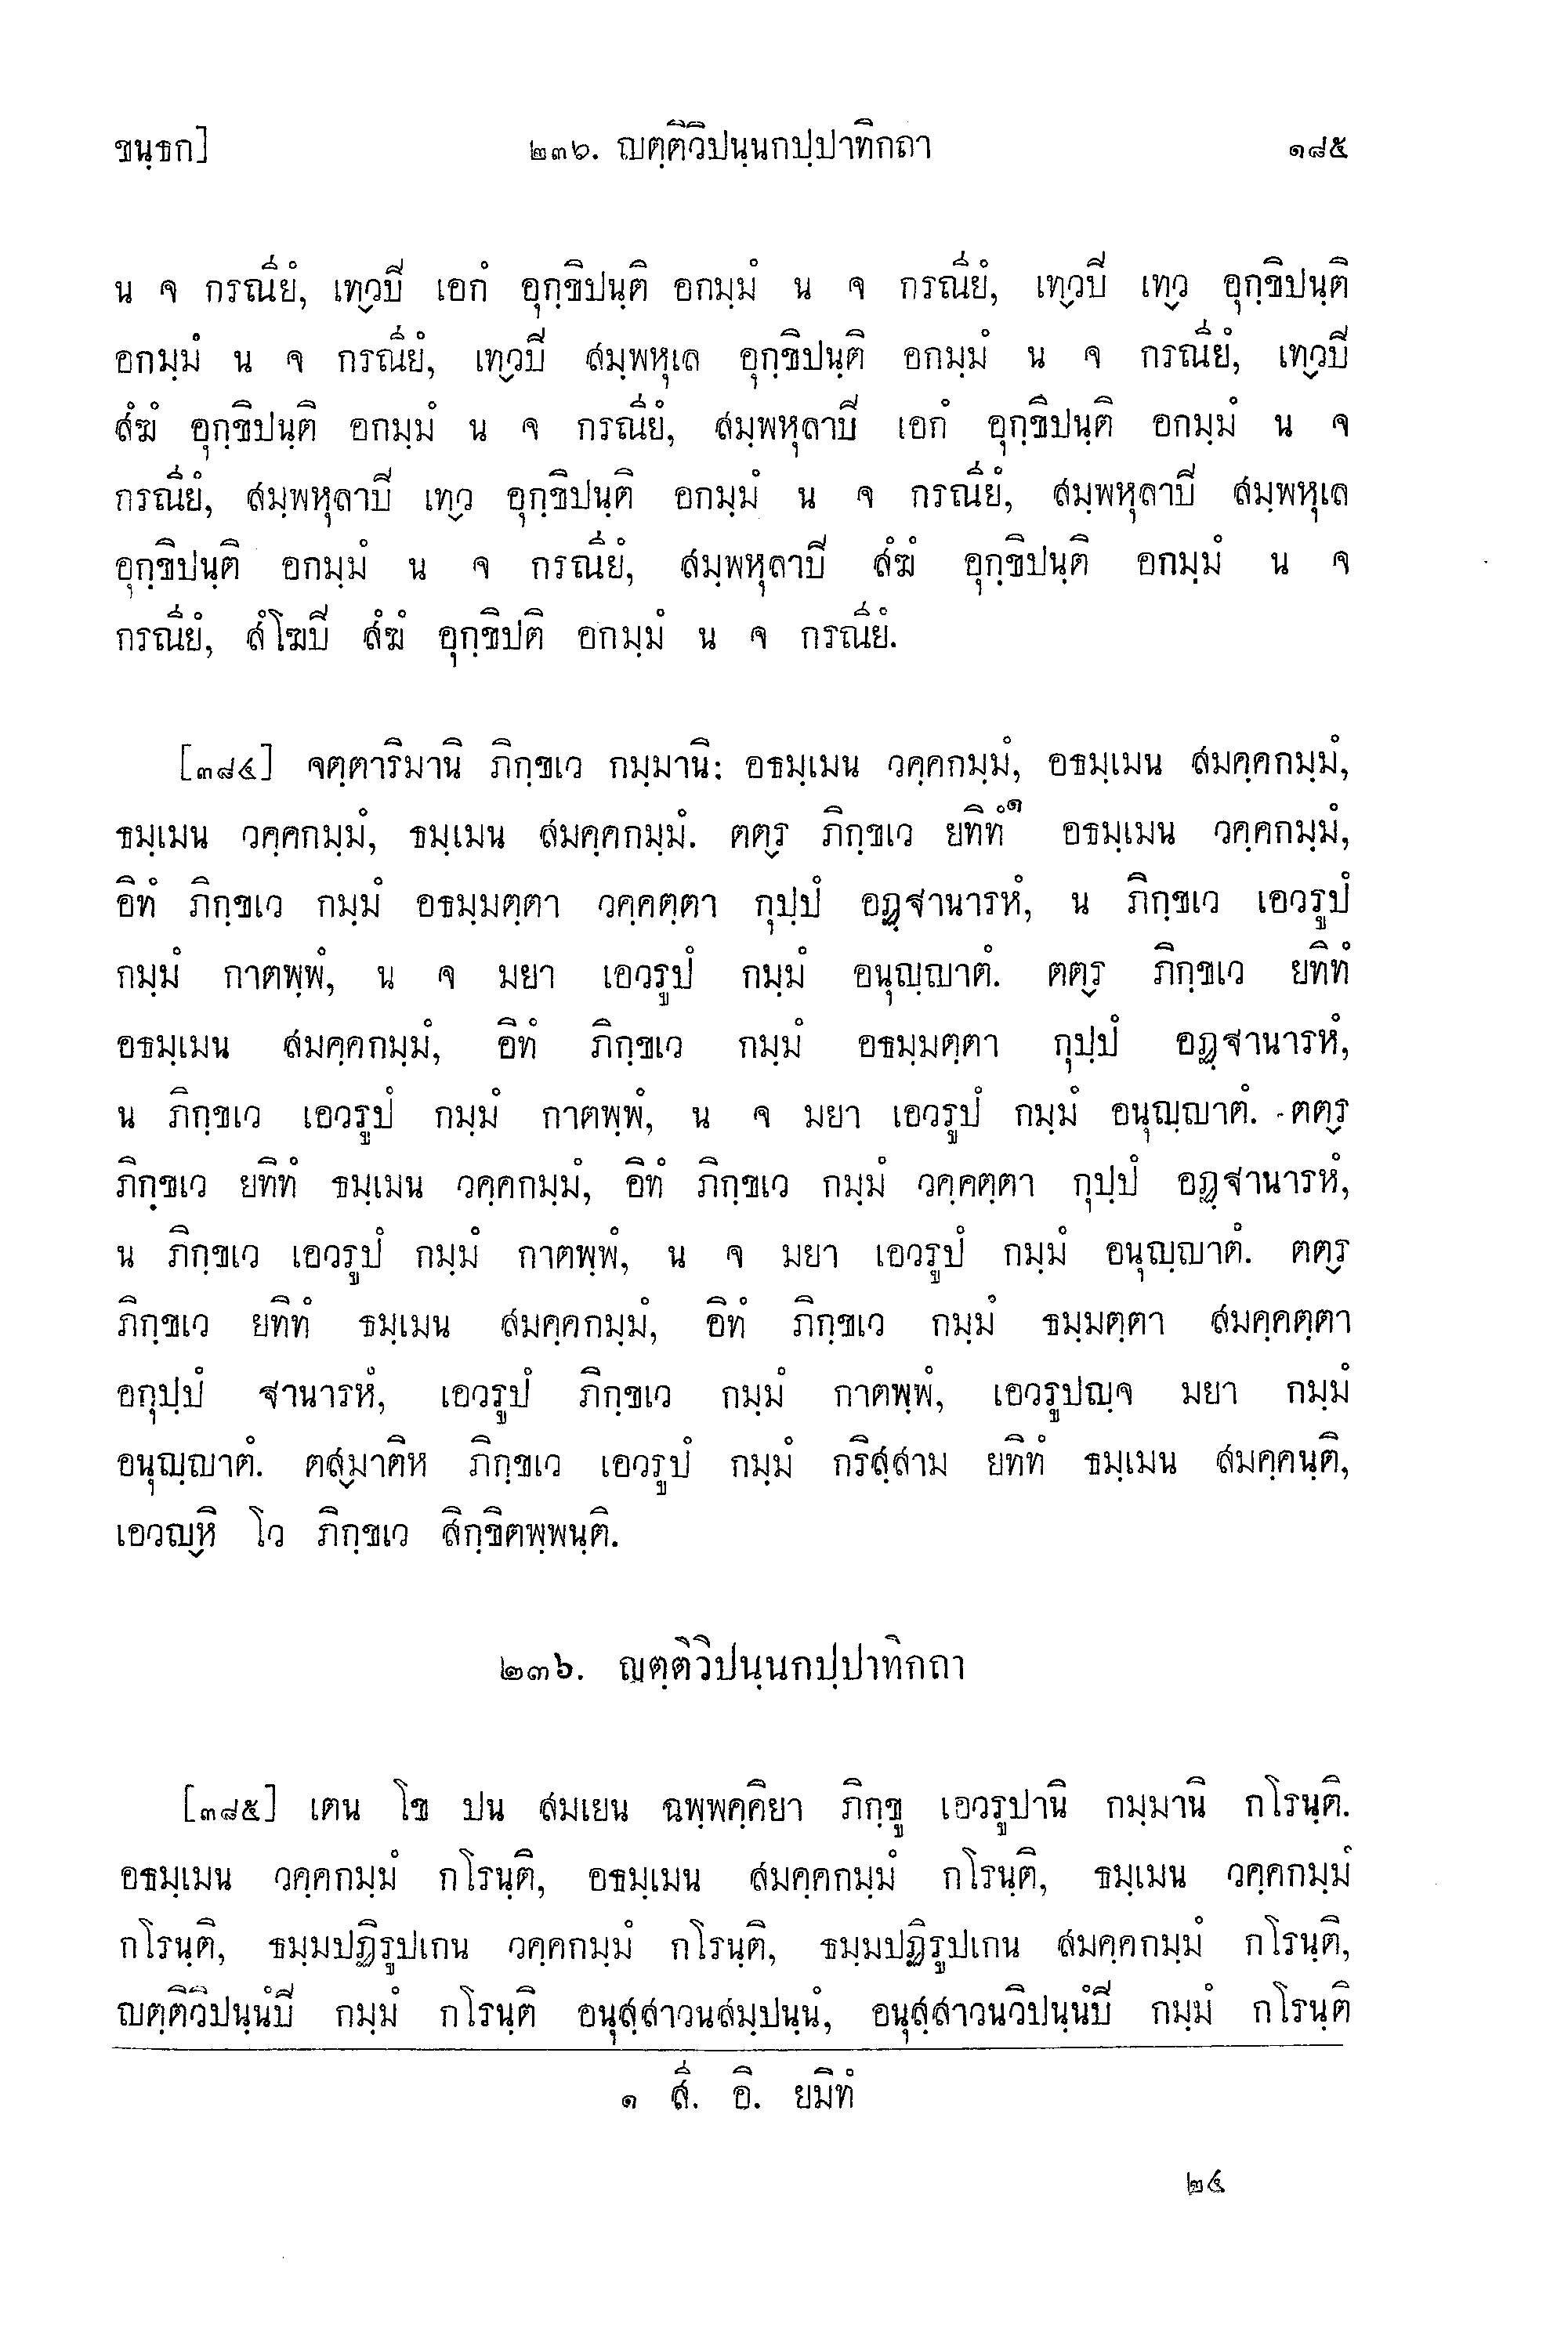 ขนฺธก]
๒๓๖. ญตฺติวิปนฺนกปฺปาทิกถา
๑๘๕
น จ กรณียํ, เทฺวปิ เอกํ อุกฺขิปนฺติ อกมฺมํ น จ กรณียํ, เทฺวปิ เทฺว อุกฺขิปนฺติ
อกมฺมํ น จ กรณียํ, เทฺวปิ สมฺพหุเล อุกฺขิปนฺติ อกมฺมํ น จ กรณียํ, เทฺวปิ
สํฆํ อุกฺขิปนฺติ อกมฺมํ น จ กรณียํ, สมฺพหุลาปิ เอกํ อุกฺขิปนฺติ อกมฺมํ น จ
กรณียํ, สมฺพหุลาปิ เทฺว อุกฺขิปนฺติ อกมฺมํ น จ กรณียํ, สมฺพหุลาปิ สมฺพหุเล
อุกฺขิปนฺติ อกมฺมํ น จ กรณียํ, สมฺพหุลาปิ สํฆํ อุกฺขิปนฺติ อกมฺมํ น จ
กรณียํ, สํโฆปิ สํฆํ อุกฺขิปติ อกมฺมํ น จ กรณียํ.
[๓๘๔] จตฺตาริมานิ ภิกฺขเว กมฺมานิ: อธมฺเมน วคฺคกมฺมํ, อธมฺเมน สมคฺคกมฺมํ,
ธมฺเมน วคฺคกมฺมํ, ธมฺเมน สมคฺคกมฺมํ. ตตฺร ภิกฺขเว ยทิทํ๑ อธมฺเมน วคฺคกมฺมํ,
อิทํ ภิกฺขเว กมฺมํ อธมฺมตฺตา วคฺคตฺตา กุปฺปํ อฏฺฐานารหํ, น ภิกฺขเว เอวรูปํ
กมฺมํ กาตพฺพํ, น จ มยา เอวรูปํ กมฺมํ อนุญฺญาตํ. ตตฺร ภิกฺขเว ยทิทํ
อธมฺเมน สมคฺคกมฺมํ, อิทํ ภิกฺขเว กมฺมํ อธมฺมตฺตา กุปฺปํ อฏฺฐานารหํ,
น ภิกฺขเว เอวรูปํ กมฺมํ กาตพฺพํ, น จ มยา เอวรูปํ กมฺมํ อนุญฺญาตํ. ตตฺร
ภิกฺขเว ยทิทํ ธมฺเมน วคฺคกมฺมํ, อิทํ ภิกฺขเว กมฺมํ วคฺคตฺตา กุปฺปํ อฏฺฐานารหํ,
น ภิกฺขเว เอวรูปํ กมฺมํ กาตพฺพํ, น จ มยา เอวรูปํ กมฺมํ อนุญฺญาตํ. ตตฺร
ภิกฺขเว ยทิทํ ธมฺเมน สมคฺคกมฺมํ, อิทํ ภิกฺขเว กมฺมํ ธมฺมตฺตา สมคฺคตฺตา
อกุปฺปํ ฐานารหํ, เอวรูปํ ภิกฺขเว กมฺมํ กาตพฺพํ, เอวรูปญฺจ มยา กมฺมํ
อนุญฺญาตํ. ตสฺมาติห ภิกฺขเว เอวรูปํ กมฺมํ กริสฺสาม ยทิทํ ธมฺเมน สมคฺคนฺติ,
เอวญฺหิ โว ภิกฺขเว สิกฺขิตพฺพนฺติ.
๒๓๖. ญตฺติวิปนฺนกปฺปาทิกถา
[๓๘๕] เตน โข ปน สมเยน ฉพฺพคฺคิยา ภิกฺขู เอวรูปานิ กมฺมานิ กโรนฺติ.
อธมฺเมน วคฺคกมฺมํ กโรนฺติ, อธมฺเมน สมคฺคกมฺมํ กโรนฺติ, ธมฺเมน วคฺคกมฺมํ
กโรนฺติ, ธมฺมปฏิรูปเกน วคฺคกมฺมํ กโรนฺติ, ธมฺมปฏิรูปเกน สมคฺคกมฺมํ กโรนฺติ,
ญตฺติวิปนฺนํปิ กมฺมํ กโรนฺติ อนุสฺสาวนสมฺปนฺนํ, อนุสฺสาวนวิปนฺนํปิ กมฺมํ กโรนฺติ
๑ สี. อิ. ยมิทํ
๒๔